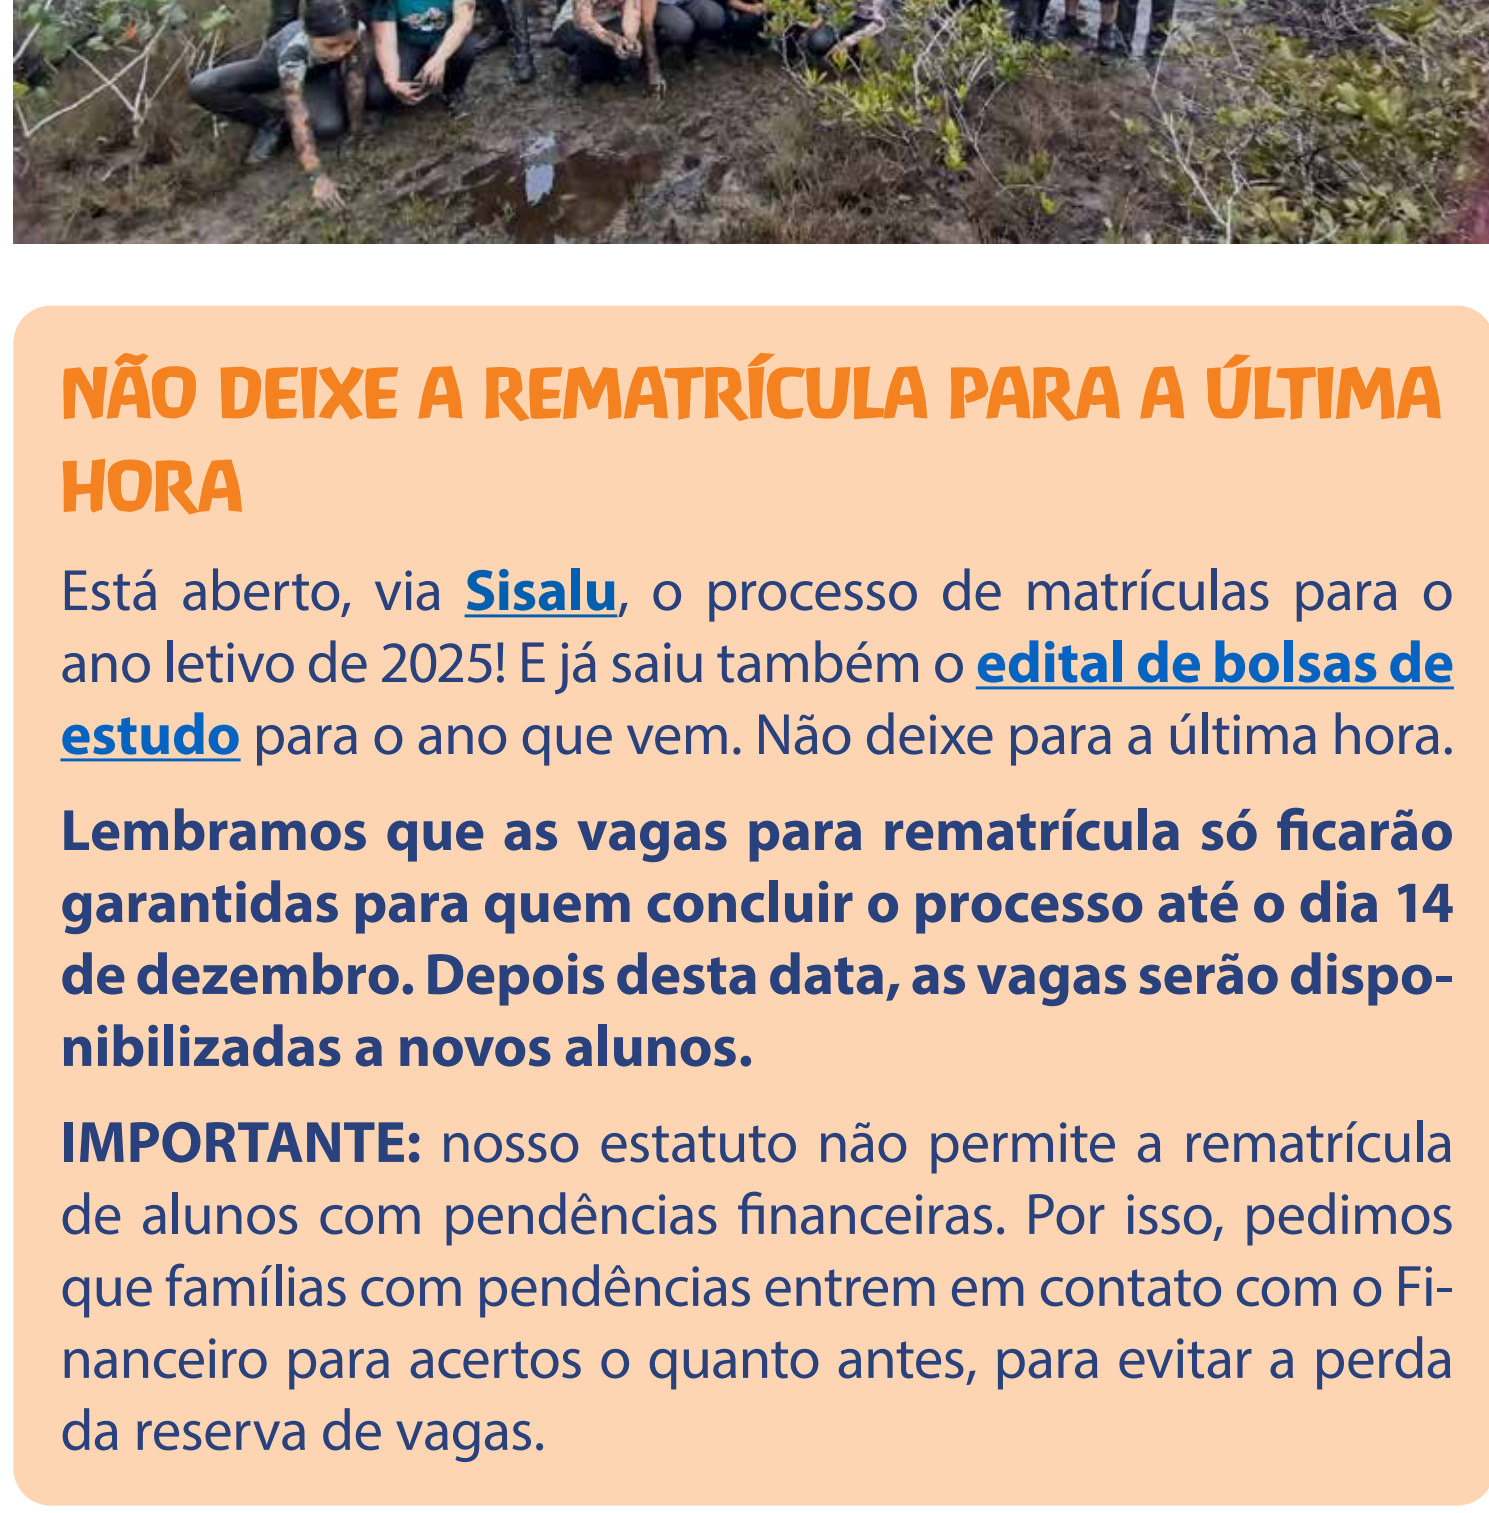 NÃO DEIXE A REMATRÍCULA PARA A ÚLTIMA
HORA
Está aberto, via Sisalu, o processo de matrículas para o
ano letivo de 2025! E já saiu também o edital de bolsas de
estudo para o ano que vem. Não deixe para a última hora.
Lembramos que as vagas para rematrícula só ficarão
garantidas para quem concluir o processo até o dia 14
de dezembro. Depois desta data, as vagas serão dispo-
nibilizadas a novos alunos.
IMPORTANTE: nosso estatuto não permite a rematrícula
de alunos com pendências financeiras. Por isso, pedimos
que famílias com pendências entrem em contato com o Fi-
nanceiro para acertos o quanto antes, para evitar a perda
da reserva de vagas.